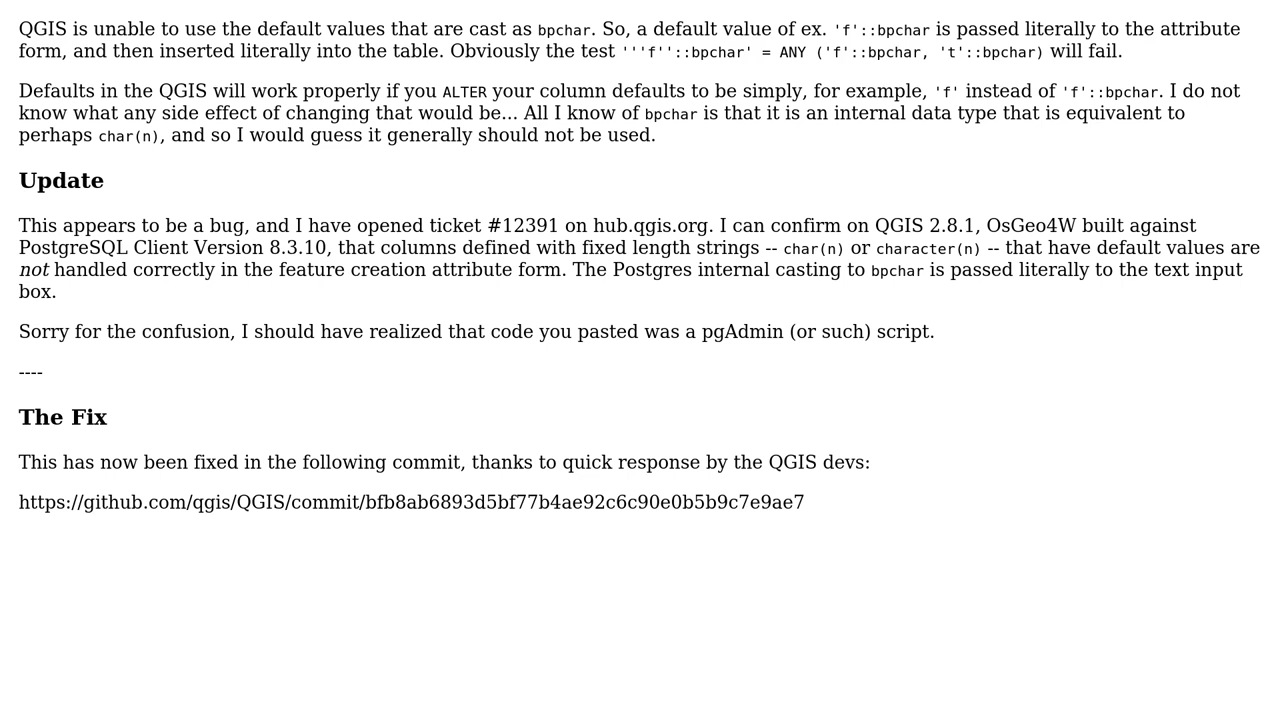 QGIS is unable to use the default values that are cast as bpchar. So, a default value of ex. 'f'::bpchar is passed literally to the attribute
form, and then inserted literally into the table. Obviously the test '''f''::bpchar' = ANY ('f'::bpchar, 't'::bpchar) will fail.
Defaults in the QGIS will work properly if you ALTER your column defaults to be simply, for example, 'f' instead of 'f'::bpchar. I do not
know what any side effect of changing that would be... All I know of bpchar is that it is an internal data type that is equivalent to
perhaps char(n), and so I would guess it generally should not be used.
Update
This appears to be a bug, and I have opened ticket #12391 on hub.qgis.org. I can confirm on QGIS 2.8.1, OsGeo4W built against
PostgreSQL Client Version 8.3.10, that columns defined with fixed length strings -- char(n) or character(n) -- that have default values are
not handled correctly in the feature creation attribute form. The Postgres internal casting to bpchar is passed literally to the text input
box.
Sorry for the confusion, I should have realized that code you pasted was a pgAdmin (or such) script.
----
The Fix
This has now been fixed in the following commit, thanks to quick response by the QGIS devs:
https://github.com/qgis/QGIS/commit/bfb8ab6893d5bf77b4ae92c6c90e0b5b9c7e9ae7